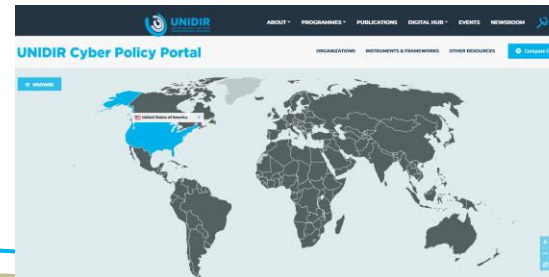 UNIDIR
ABOUT PROGRAMMES PUBLICATIONS DIGITAL HUB EVENTS NEWSROOM
UNIDIR Cyber Policy Portal
ORGANIZATIONS INSTRUMENTS & FRAMEWORKS OTHER RESOURCES Compare
BROWSE
United States of America